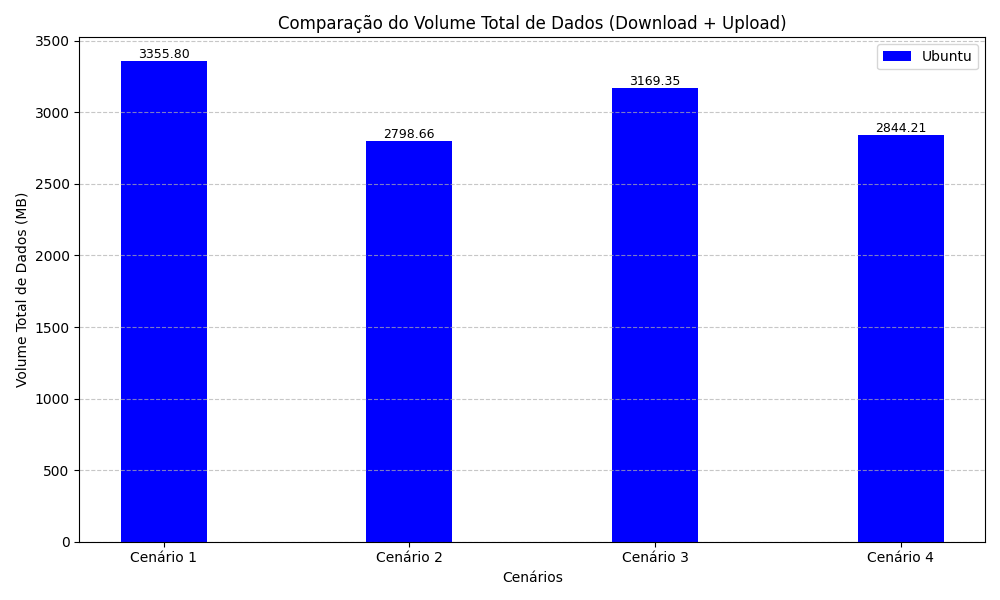 Comparação do Volume Total de Dados (Download + Upload)
Ubuntu
3355.80
2798.66
3169.35
2844.21
Volume Total de Dados (MB)
3500
3000
2500
2000
1500
1000
500
0
Cenário 1
Cenário 2
Cenário 3
Cenário 4
Cenários